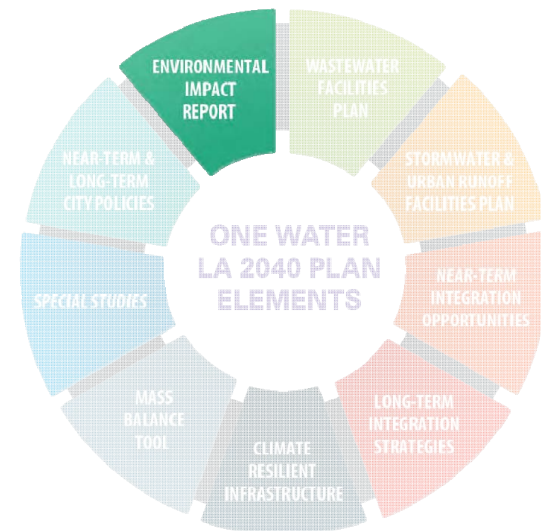 ENVIRONMENTAL
IMPACT
REPORT
WASTEWATER
FACILITIES
PLAN
STORMWATER &
URBAN RUNOFF
FACILITIES PLAN
NEAR-TERM
INTEGRATION
OPPORTUNITIES
LONG-TERM
INTEGRATION
STRATEGIES
CLIMATE
RESILIENT
INFRASTRUCTURE
MASS
BALANCE
TOOL
SPECIAL STUDIES
NEAR-TERM &
LONG-TERM
CITY POLICIES
ONE WATER
LA 2040 PLAN
ELEMENTS